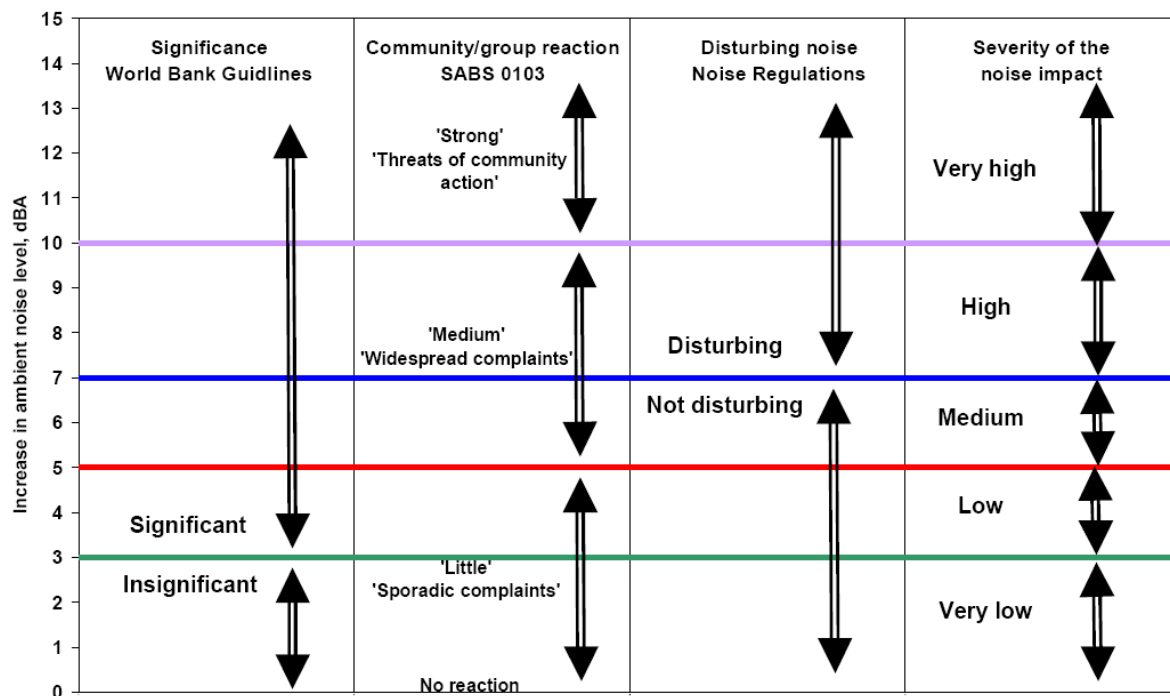 15
14
13
12
11
10
9
8
7
6
5
4
3
2
1
0
Increase in ambient noise level, dBA
Significance
World Bank Guidlines
Significant
Insignificant
Community/group reaction
SABS 0103
'Strong'
'Threats of community
action'
'Medium'
'Widespread complaints'
'Little'
'Sporadic complaints'
No reaction
Disturbing noise
Noise Regulations
Disturbing
Not disturbing
Severity of the
noise impact
Very high
High
Medium
Low
Very low